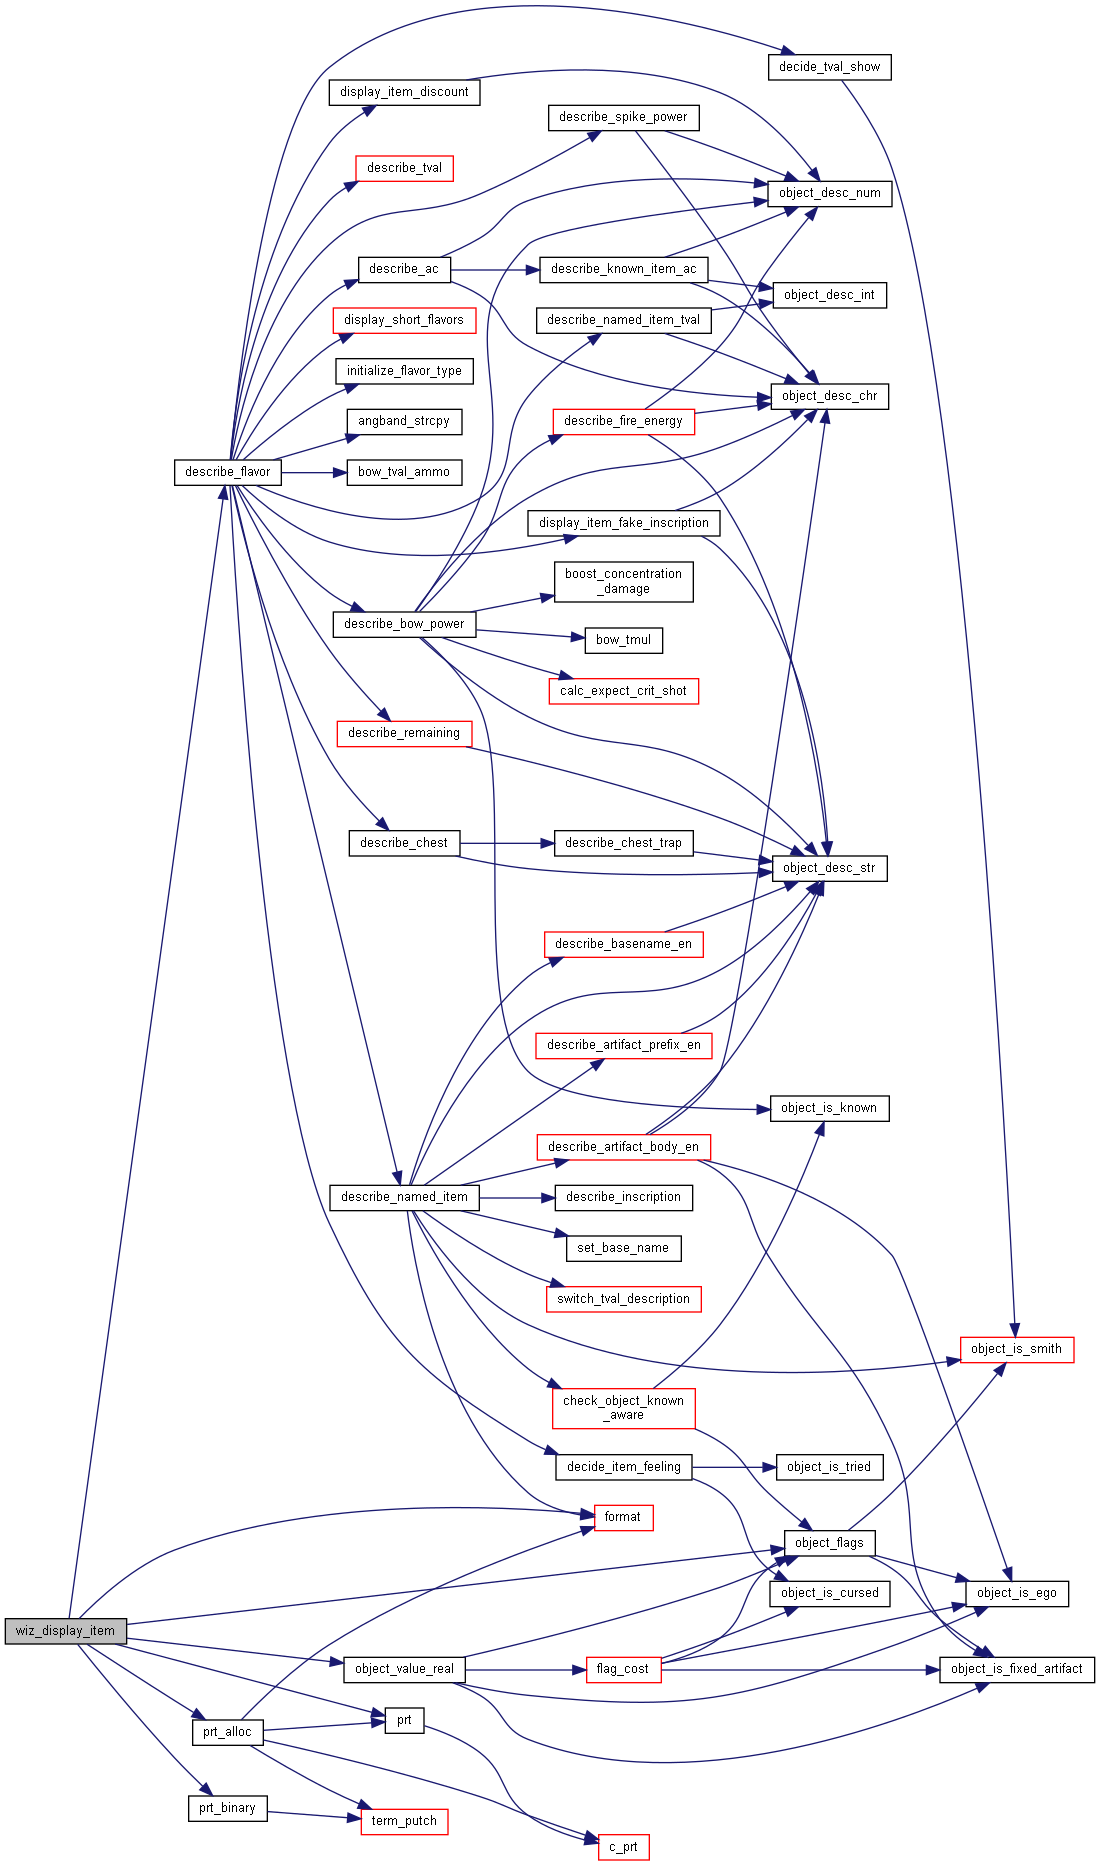 decide_tval_show
display_item_discount
describe_spike_power
describe_tval
object_desc_num
describe_ac
describe_known_item_ac
object_desc_int
display_short_flavors
describe_named_item_tval
initialize_flavor_type
object_desc_chr
angband_strcpy
describe_fire_energy
describe_flavor
bow_tval_ammo
display_item_fake_inscription
boost_concentration
_damage
describe_bow_power
bow_tmul
calc_expect_crit_shot
describe_remaining
describe_chest
describe_chest_trap
object_desc_str
describe_basename_en
describe_artifact_prefix_en
object_is_known
describe_artifact_body_en
describe_named_item
describe_inscription
set_base_name
switch_tval_description
object_is_smith
check_object_known
_aware
decide_item_feeling
object_is_tried
format
object_flags
object_is_cursed
object_is_ego
wiz_display_item
object_value_real
flag_cost
object_is_fixed_artifact
prt_alloc
prt
prt_binary
term_putch
c_prt